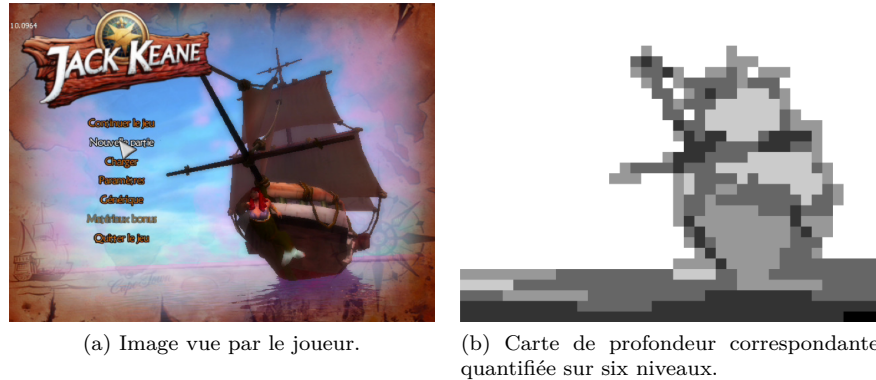 10.0964
JACK KEANE
Continuer le jeu
Nouvelle partie
Charger
Paramètres
Générique
Matériaux bonus
Quitter le jeu
(a) Image vue par le joueur.
(b) Carte de profondeur correspondante
quantifiée sur six niveaux.